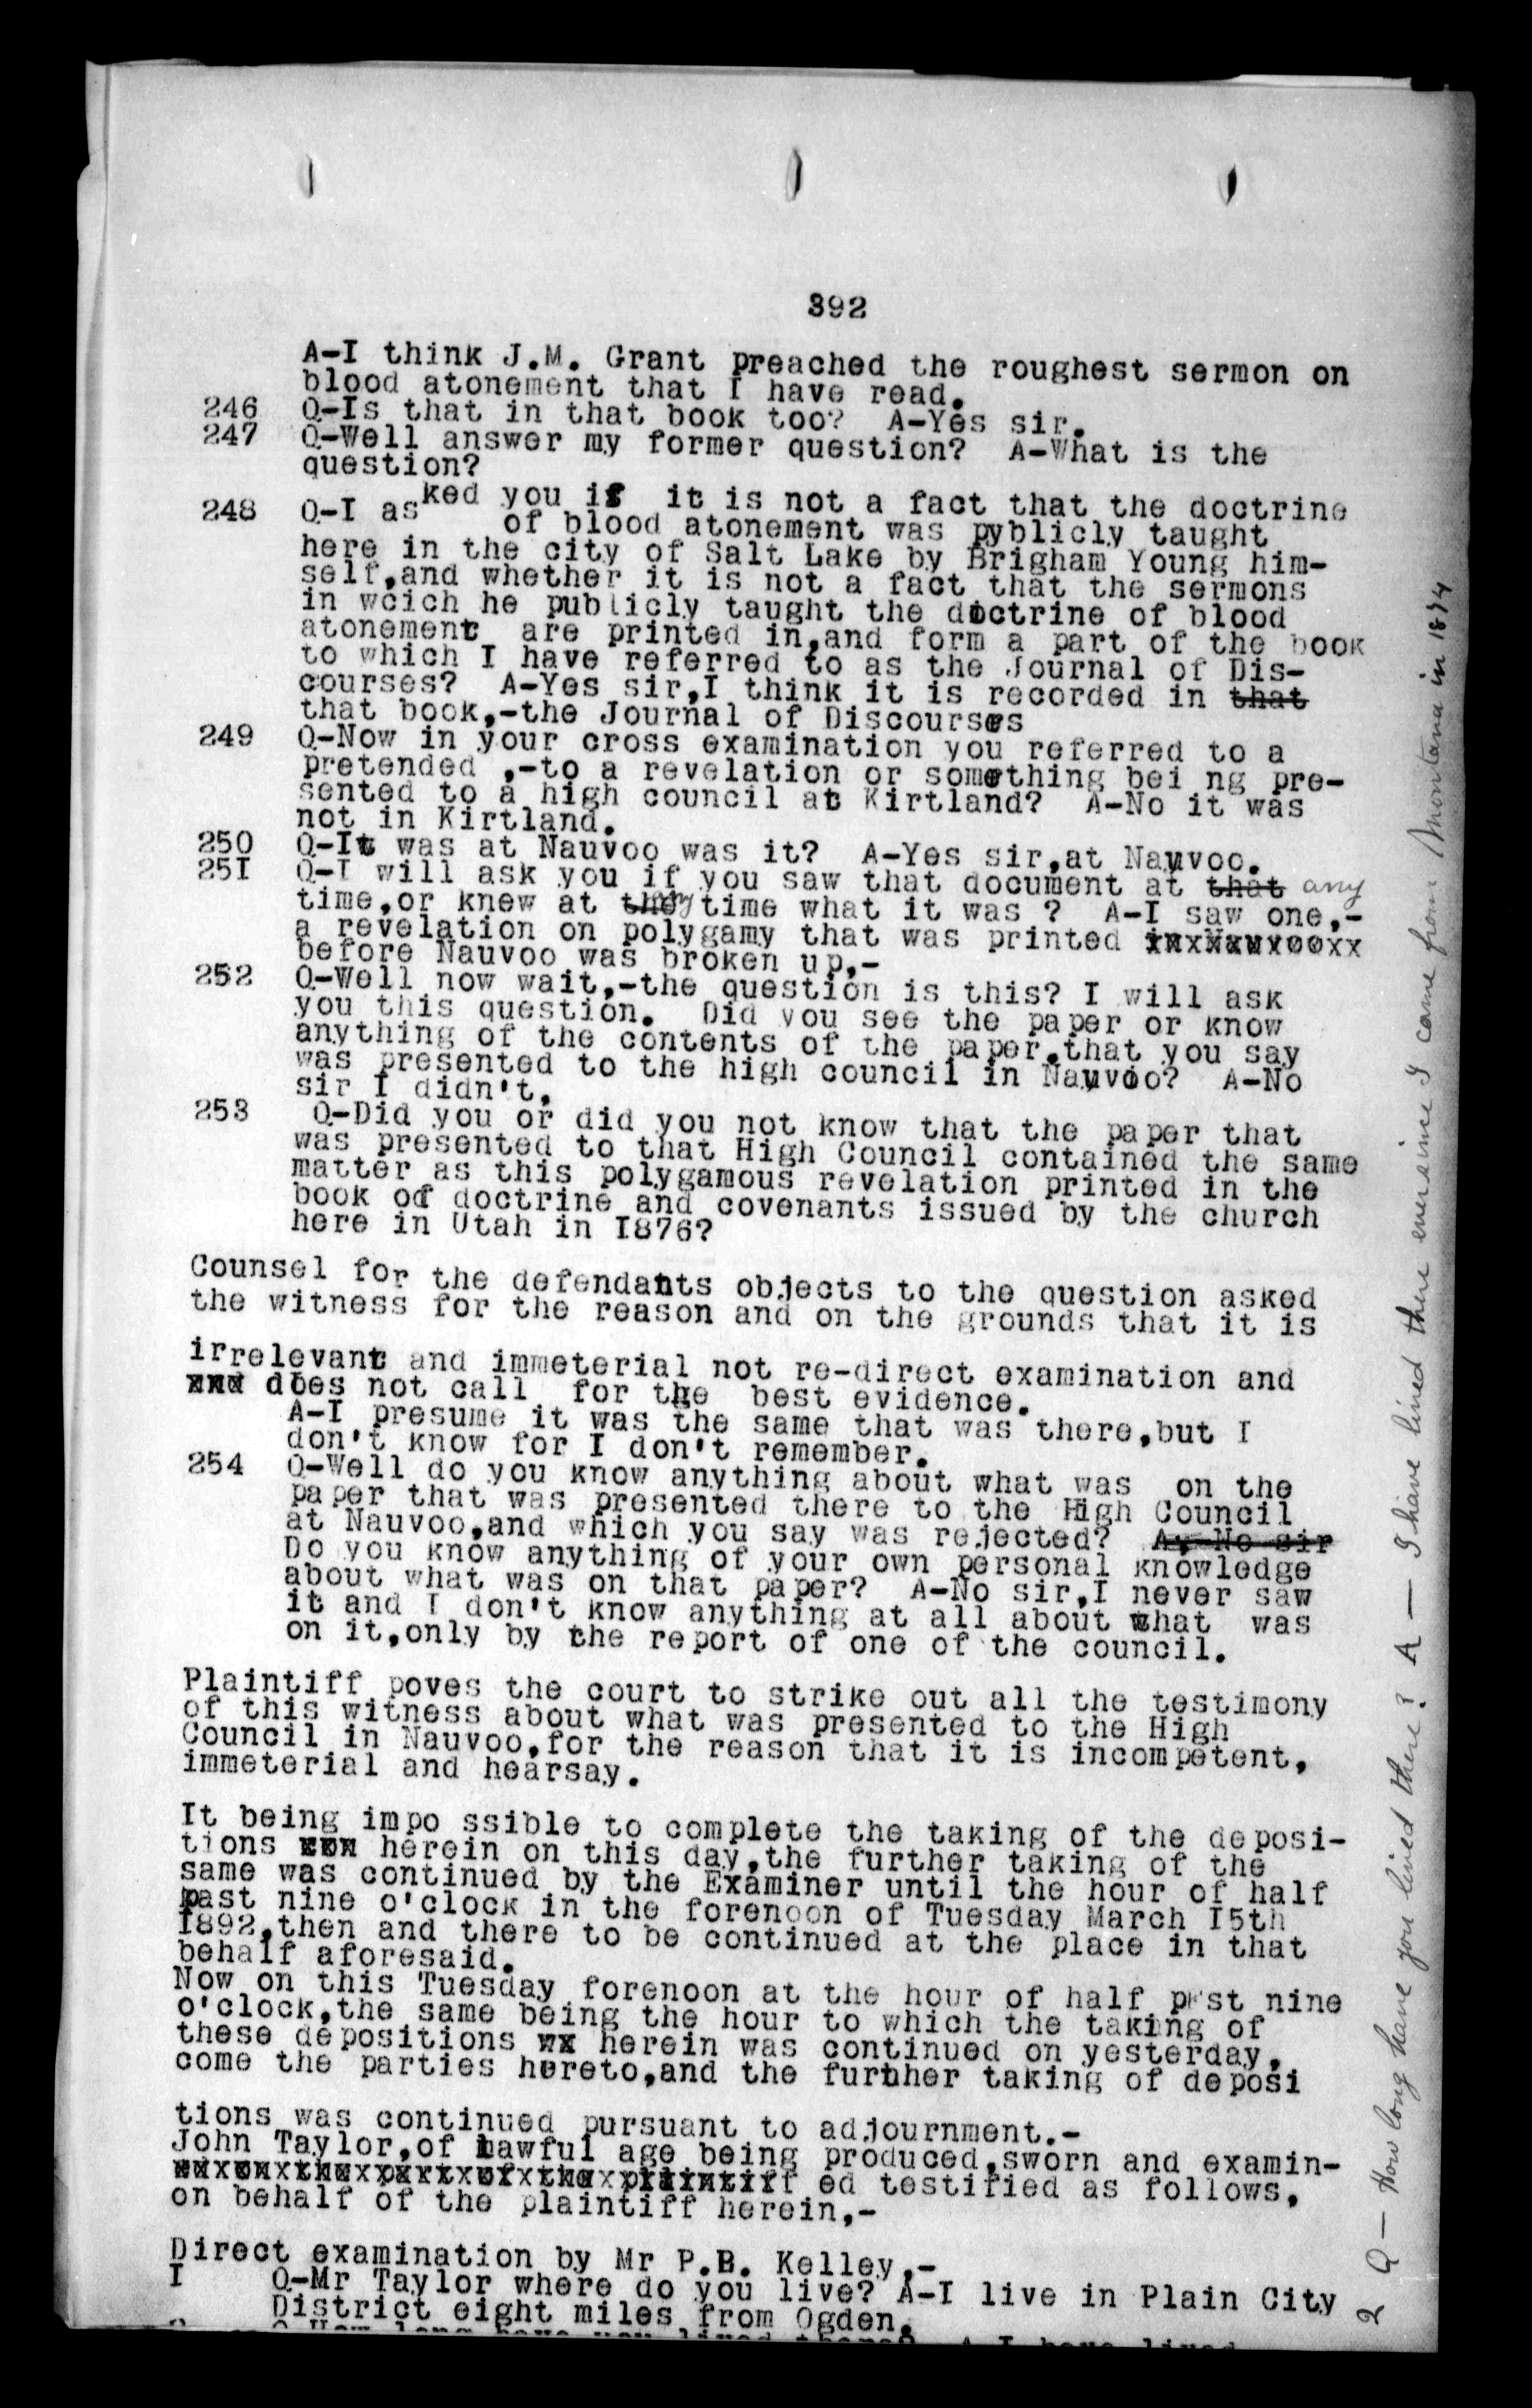 392
A-I think J.M. Grant preached the roughest sermon on
blood atonement that I have read.
246 Q-Is that in that book too? A-Yes sir.
247 Q-Well answer my former question? A-What is the
question?
248 Q-I asked you if it is not a fact that the doctrine
of blood atonement was pyblicly taught
here in the city of Salt Lake by Brigham Young him-
self,and whether it is not a fact that the sermons
in wcich he publicly taught the doctrine of blood
atonement are printed in,and form a part of the book
to which I have referred to as the Journal of Dis-
courses? A-Yes sir,I think it is recorded in that
that book,-the Journal of Discourses
249 Q-Now in your cross examination you referred to a
pretended ,-to a revelation or something bei ng pre-
sented to a high council at Kirtland? A-No it was
not in Kirtland.
250 Q-It was at Nauvoo was it? A-Yes sir,at Nauvoo.
251 Q-I will ask you if you saw that document at that any
time,or knew at any time what it was ? A-I saw one,-
a revelation on polygamy that was printed inxNauvooxx
before Nauvoo was broken up,-
252 Q-Well now wait,-the question is this? I will ask
you this question. Did you see the paper or know
anything of the contents of the paper.that you say
was presented to the high council in Nauvoo? A-No
sir I didn't.
253 Q-Did you or did you not know that the paper that
was presented to that High Council contained the same
matter as this polygamous revelation printed in the
book of doctrine and covenants issued by the church
here in Utah in I876?
Counsel for the defendants objects to the question asked
the witness for the reason and on the grounds that it is
irrelevant and immeterial not re-direct examination and
xnd does not call for the best evidence.
A-I presume it was the same that was there,but I
don't know for I don't remember.
254 Q-Well do you know anything about what was on the
paper that was presented there to the High Council
at Nauvoo,and which you say was rejected? A;-No sir
Do you know anything of your own personal knowledge
about what was on that paper? A-No sir,I never saw
it and I don't know anything at all about what was
on it,only by the report of one of the council.
Plaintiff poves the court to strike out all the testimony
of this witness about what was presented to the High
Council in Nauvoo,for the reason that it is incompetent,
immeterial and hearsay.
It being impo ssible to complete the taking of the deposi-
tions herein on this day,the further taking of the
same was continued by the Examiner until the hour of half
past nine o'clock in the forenoon of Tuesday March I5th
I892,then and there to be continued at the place in that
behalf aforesaid.
Now on this Tuesday forenoon at the hour of half past nine
o'clock,the same being the hour to which the taking of
these depositions herein was continued on yesterday,
come the parties hereto,and the further taking of deposi
tions was continued pursuant to adjournment.-
John Taylor,of lawful age being produced,sworn and examin-
ed testified as follows,
on behalf of the plaintiff herein,-
Direct examination by Mr P.B. Kelley,-
I Q-Mr Taylor where do you live? A-I live in Plain City
District eight miles from Ogden.
Q-How long have you lived there? A-I have lived
2 Q - How long have you lived there? A - I have lived there ever since I came from Montana in 1874